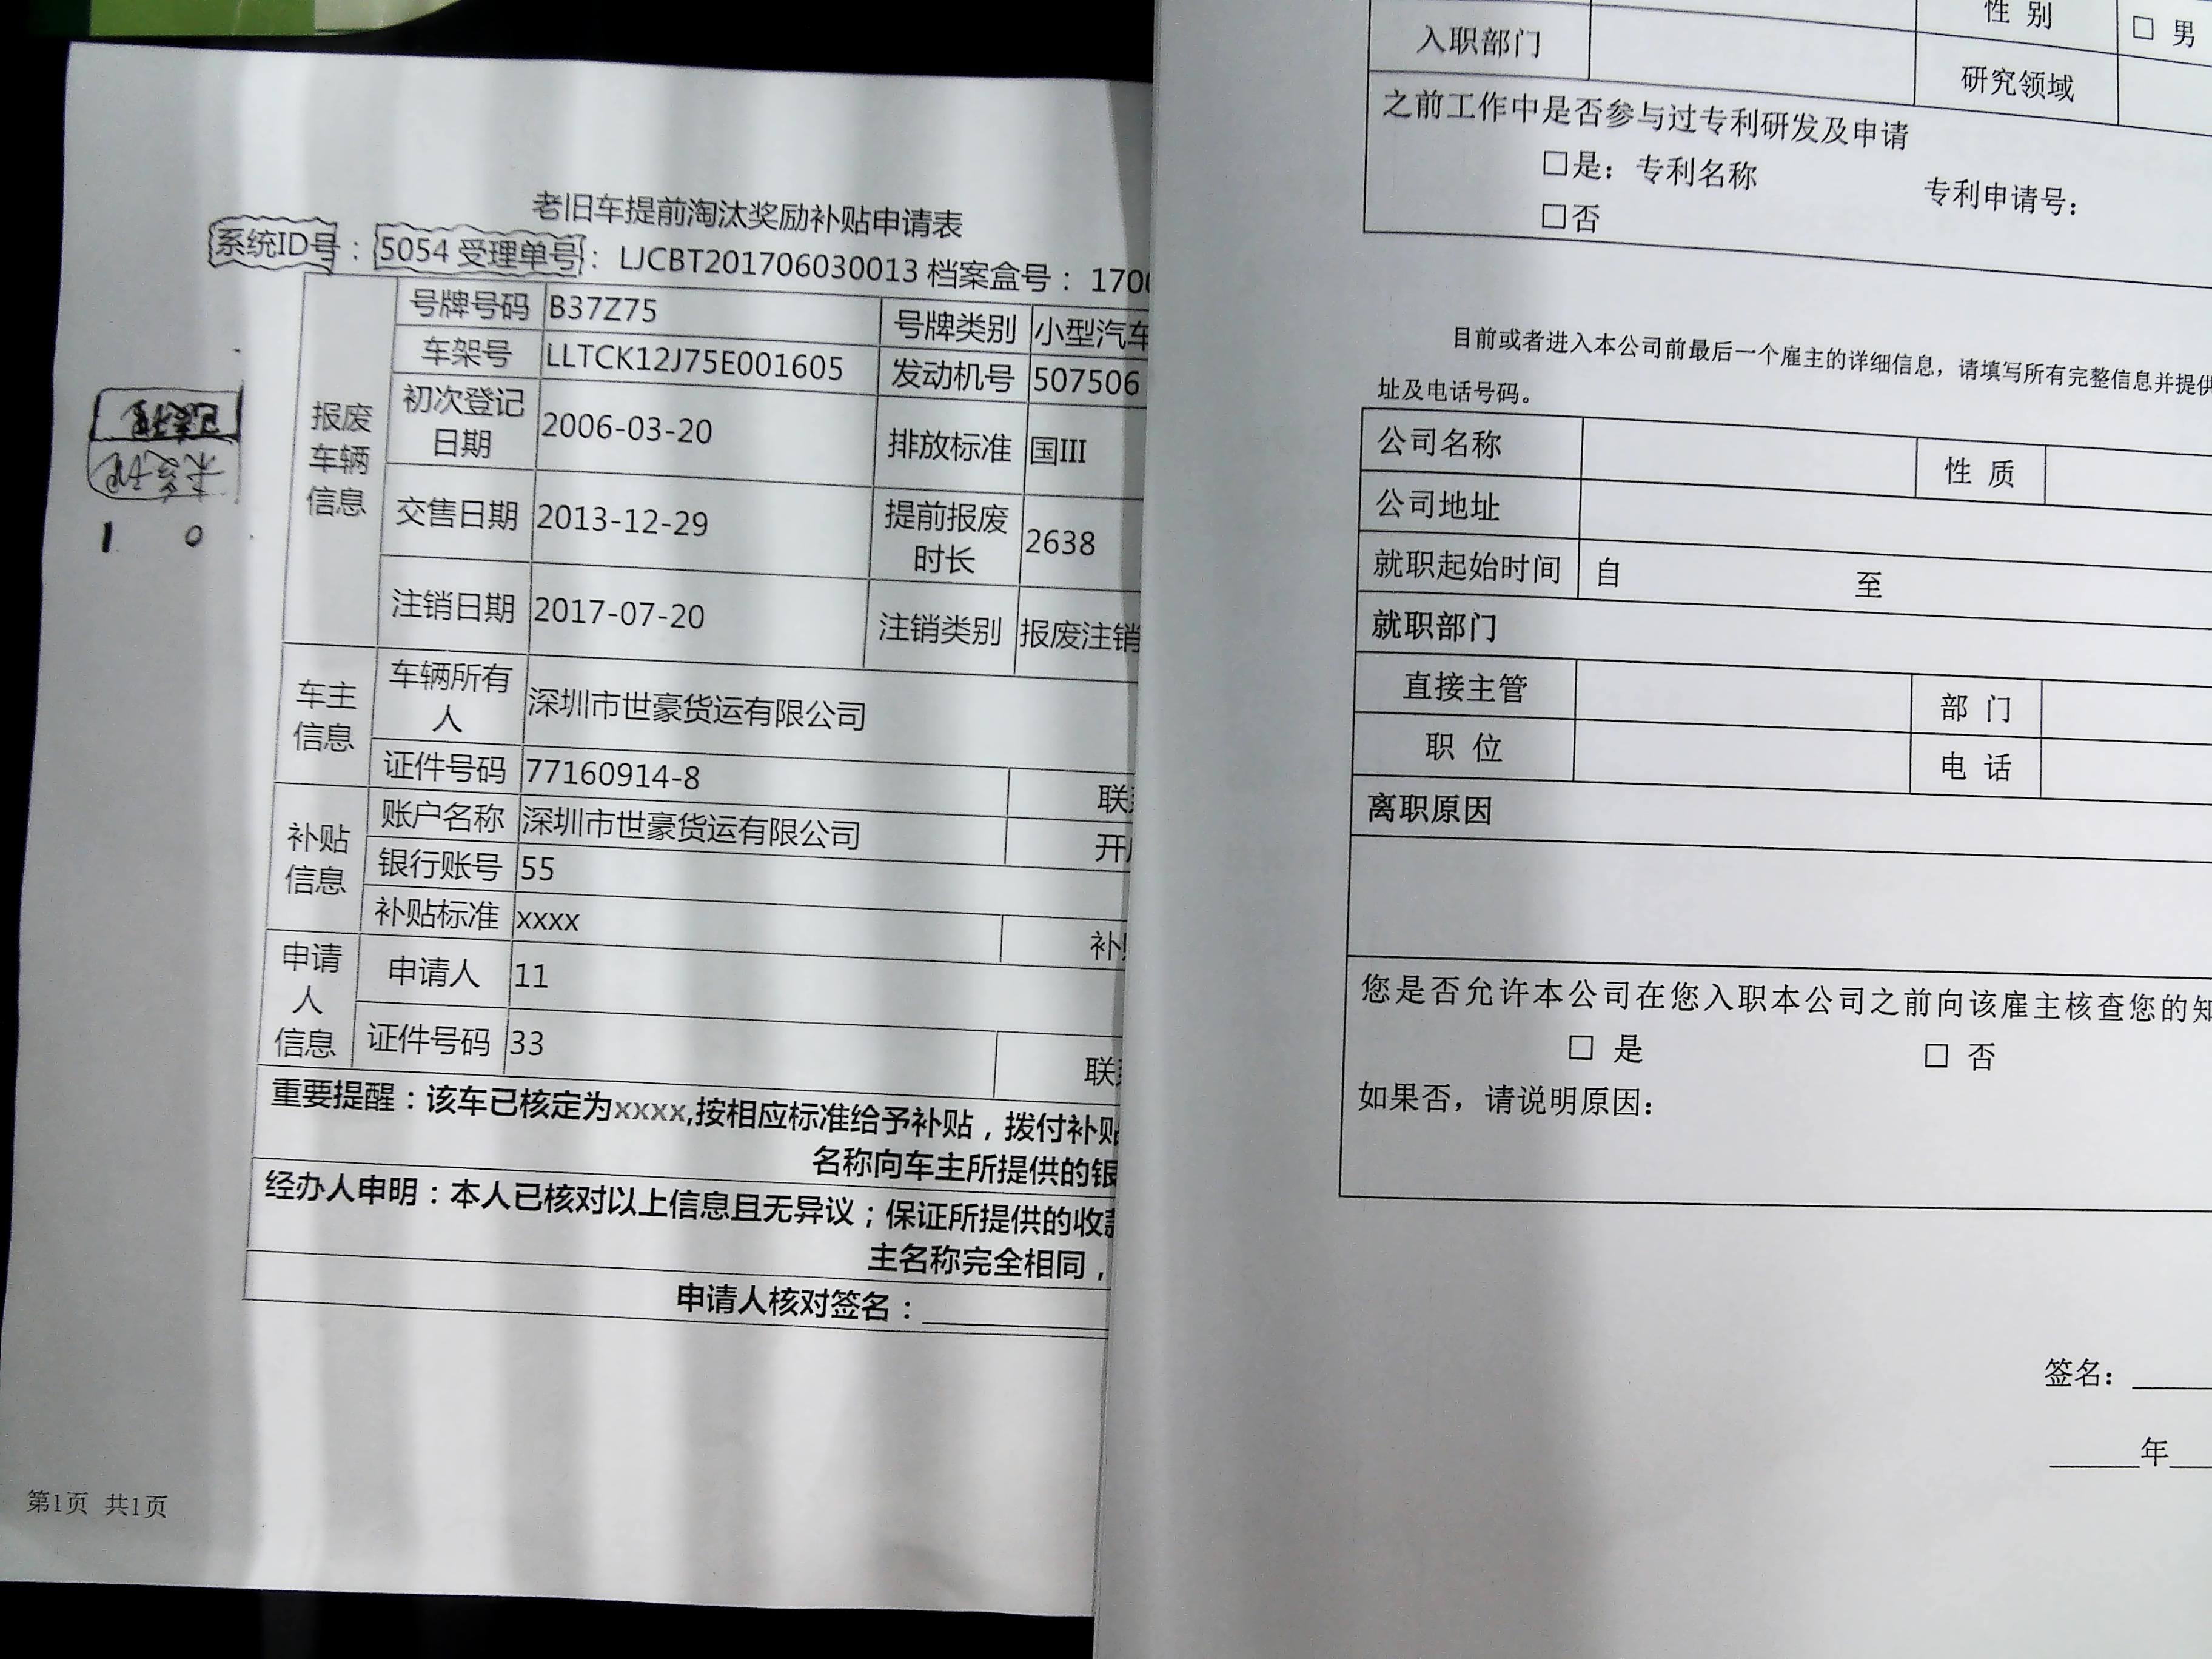 老旧车提前淘汰奖励补贴申请表
系统ID号：5054 受理单号：LJCBT201706030013 档案盒号：170
报废车辆信息
号牌号码 B37Z75 号牌类别 小型汽车
车架号 LLTCK12J75E001605 发动机号 507506
初次登记日期 2006-03-20 排放标准 国III
交售日期 2013-12-29 提前报废时长 2638
注销日期 2017-07-20 注销类别 报废注销
车主信息
车辆所有人 深圳市世豪货运有限公司
证件号码 77160914-8 联
补贴信息
账户名称 深圳市世豪货运有限公司 开
银行账号 55
补贴标准 xxxx 补
申请人信息
申请人 11
证件号码 33 联
重要提醒：该车已核定为xxxx,按相应标准给予补贴，拨付补贴
名称向车主所提供的银
经办人申明：本人已核对以上信息且无异议；保证所提供的收
主名称完全相同，
申请人核对签名：
1 0
第1页 共1页
性 别 □ 男
入职部门 研究领域
之前工作中是否参与过专利研发及申请
□是：专利名称 专利申请号：
□否
目前或者进入本公司前最后一个雇主的详细信息，请填写所有完整信息并提供
址及电话号码。
公司名称 性 质
公司地址
就职起始时间 自 至
就职部门
直接主管 部 门
职 位 电 话
离职原因
您是否允许本公司在您入职本公司之前向该雇主核查您的知
□ 是 □ 否
如果否，请说明原因：
签名：
年